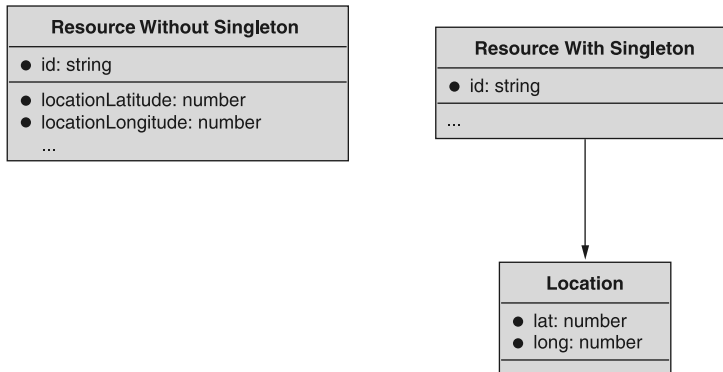 Resource Without Singleton
● id: string
● locationLatitude: number
● locationLongitude: number
...
Resource With Singleton
● id: string
...
Location
● lat: number
● long: number